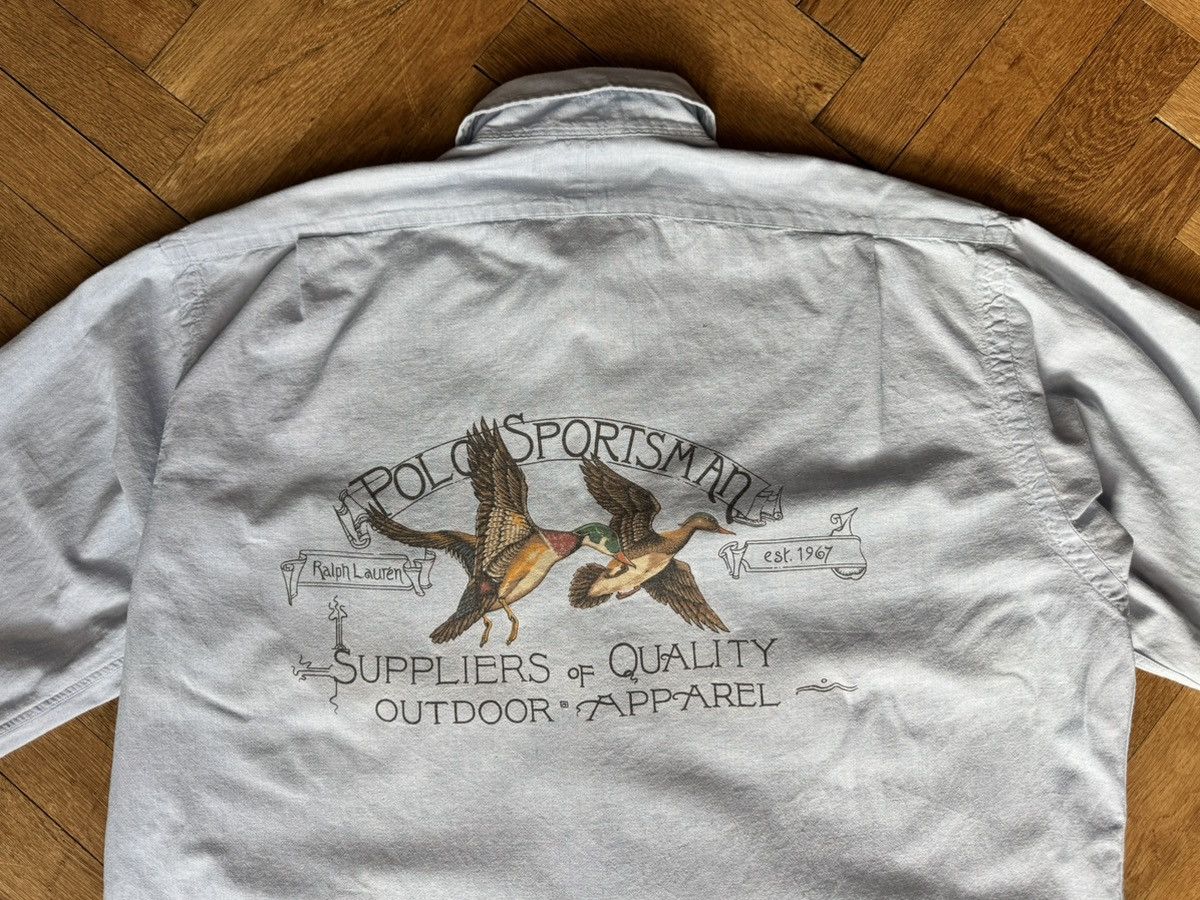 POLO SPORTSMAN
Ralph Lauren
est. 1967
SUPPLIERS OF QUALITY
OUTDOOR APPAREL